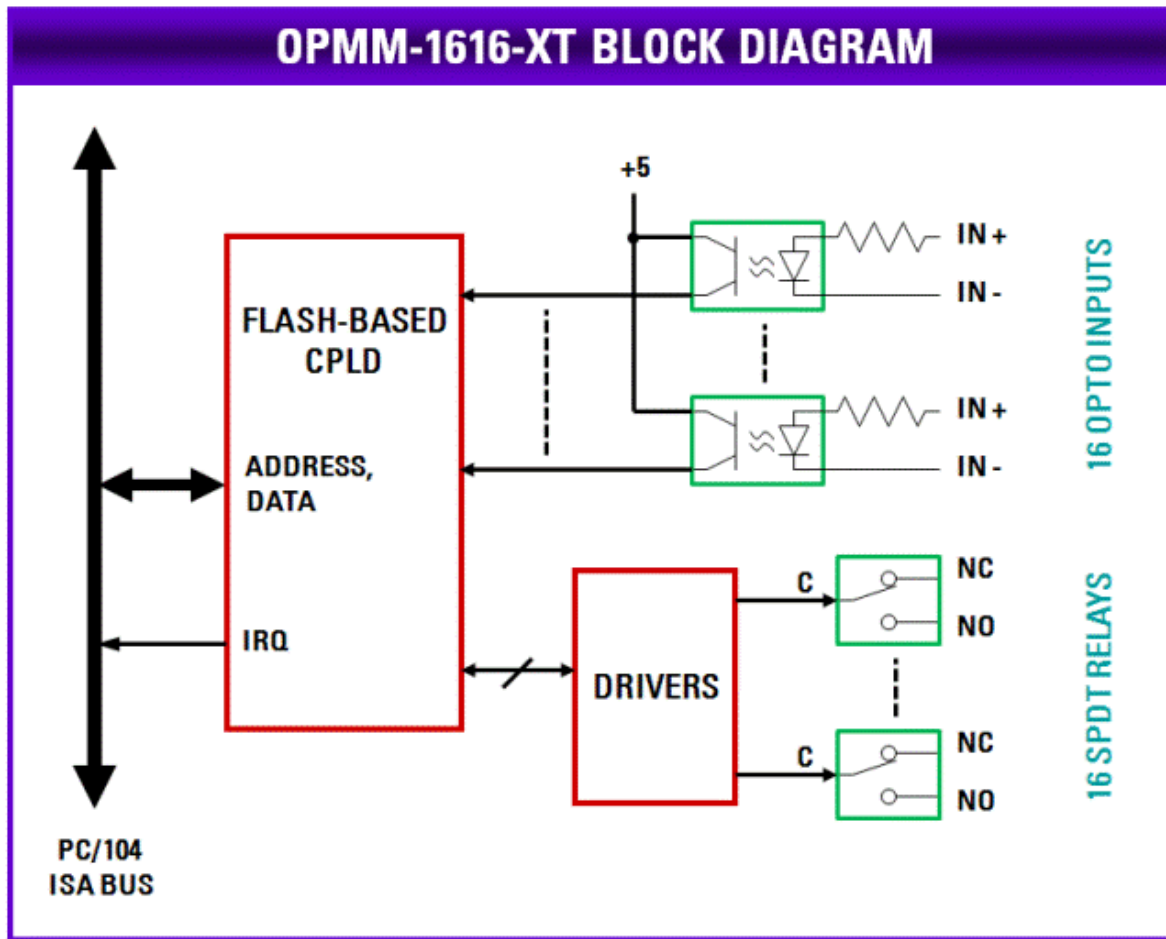 OPMM-1616-XT BLOCK DIAGRAM
+5
IN+
IN-
FLASH-BASED
CPLD
16 OPTO INPUTS
IN+
IN-
ADDRESS,
DATA
C
NC
NO
IRQ
DRIVERS
16 SPDT RELAYS
C
NC
NO
PC/104
ISA BUS